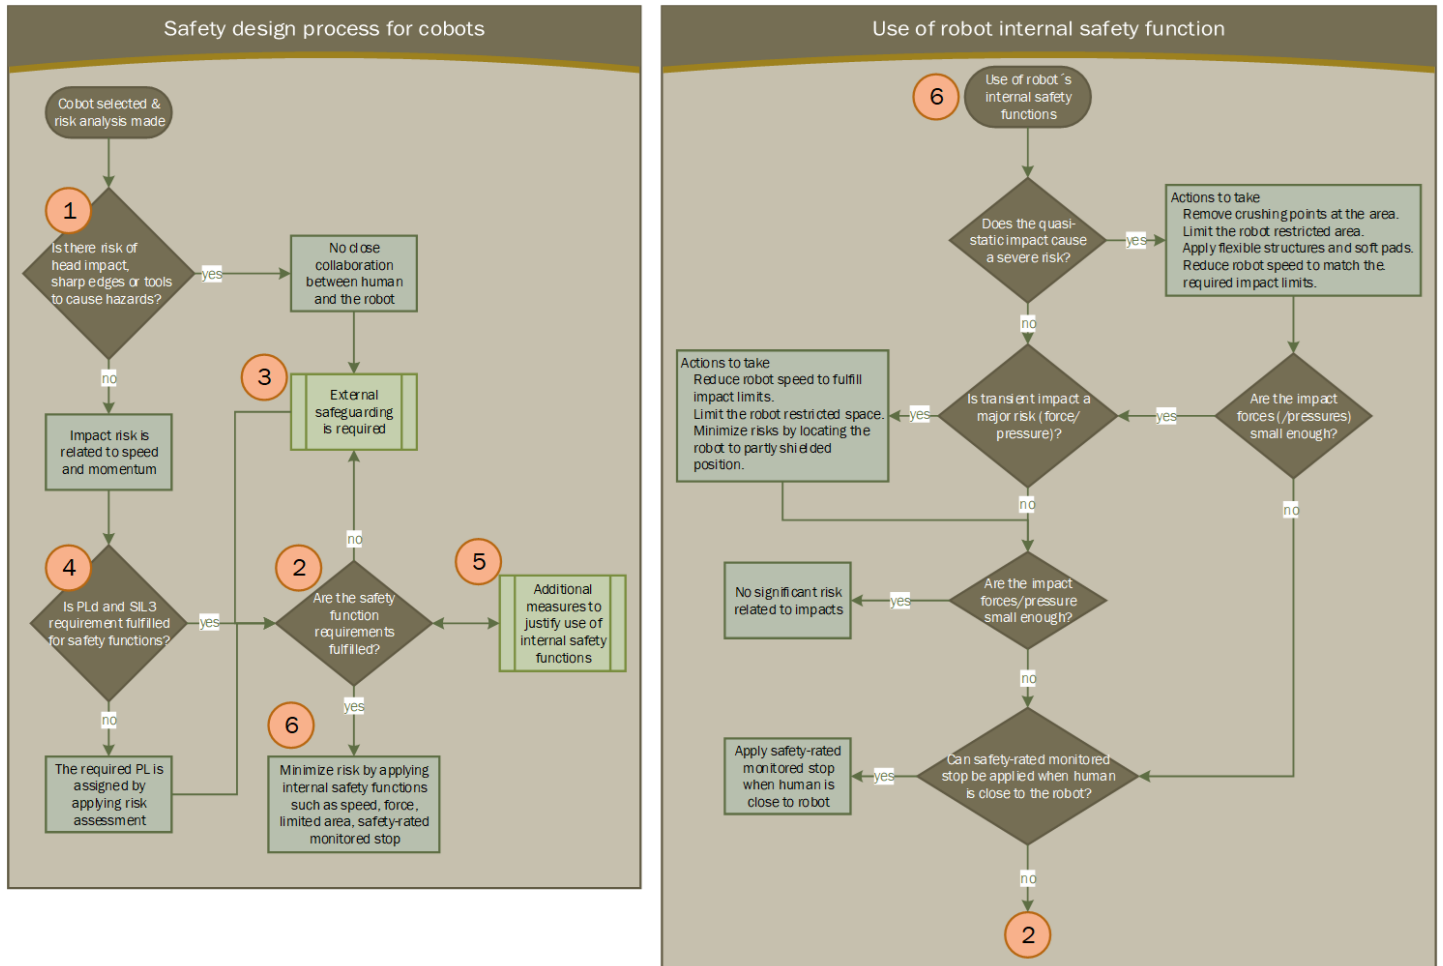 Safety design process for cobots
Cobot selected &
risk analysis made
1
Is there risk of
head impact,
sharp edges or tools
to cause hazards?
yes
No close
collaboration
between human
and the robot
no
3
External
safeguarding
is required
Impact risk is
related to speed
and momentum
no
4
Is PLd and SIL3
requirement fulfilled
for safety functions?
yes
2
Are the safety
function
requirements
fulfilled?
5
Additional
measures to
justify use of
internal safety
functions
no
yes
The required PL is
assigned by
applying risk
assessment
6
Minimize risk by applying
internal safety functions
such as speed, force,
limited area, safety-rated
monitored stop
Use of robot internal safety function
6
Use of robot´s
internal safety
functions
Does the quasi-
static impact cause
a severe risk?
yes
Actions to take
Remove crushing points at the area.
Limit the robot restricted area.
Apply flexible structures and soft pads.
Reduce robot speed to match the.
required impact limits.
no
Actions to take
Reduce robot speed to fulfill
impact limits.
Limit the robot restricted space.
Minimize risks by locating the
robot to partly shielded
position.
yes
Is transient impact a
major risk (force/
pressure)?
yes
Are the impact
forces (/pressures)
small enough?
no
no
No significant risk
related to impacts
yes
Are the impact
forces/pressure
small enough?
no
Apply safety-rated
monitored stop
when human is
close to robot
yes
Can safety-rated monitored
stop be applied when human
is close to the robot?
no
2